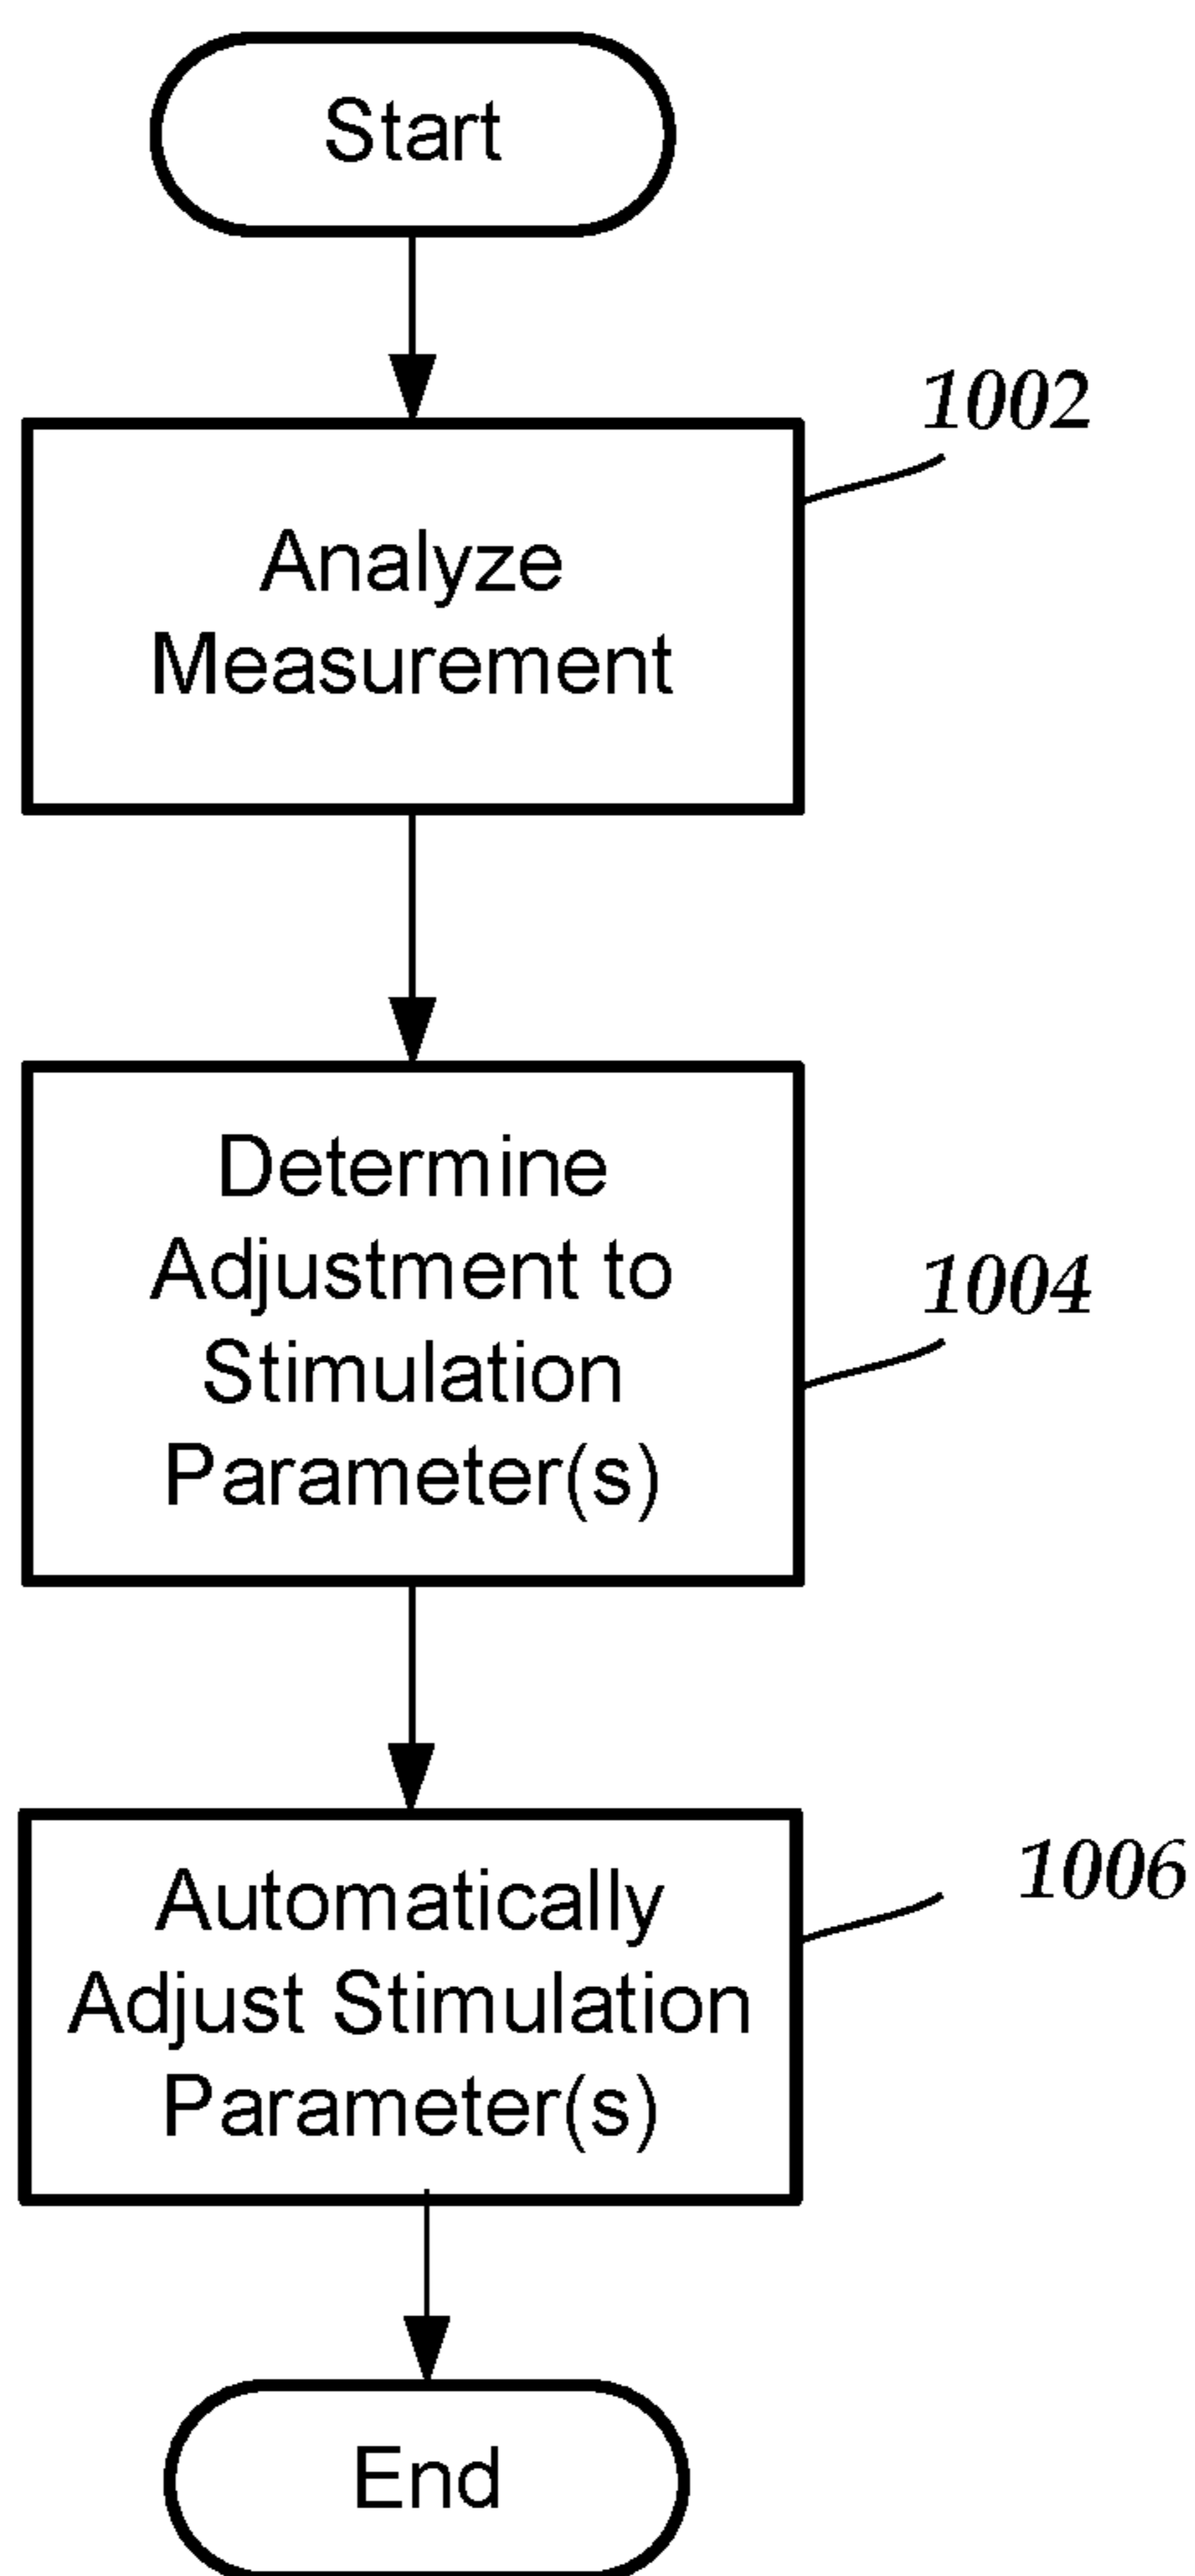 Start
1002
Analyze
Measurement
Determine
Adjustment to
Stimulation
Parameter(s)
1004
Automatically
Adjust Stimulation
Parameter(s)
1006
End